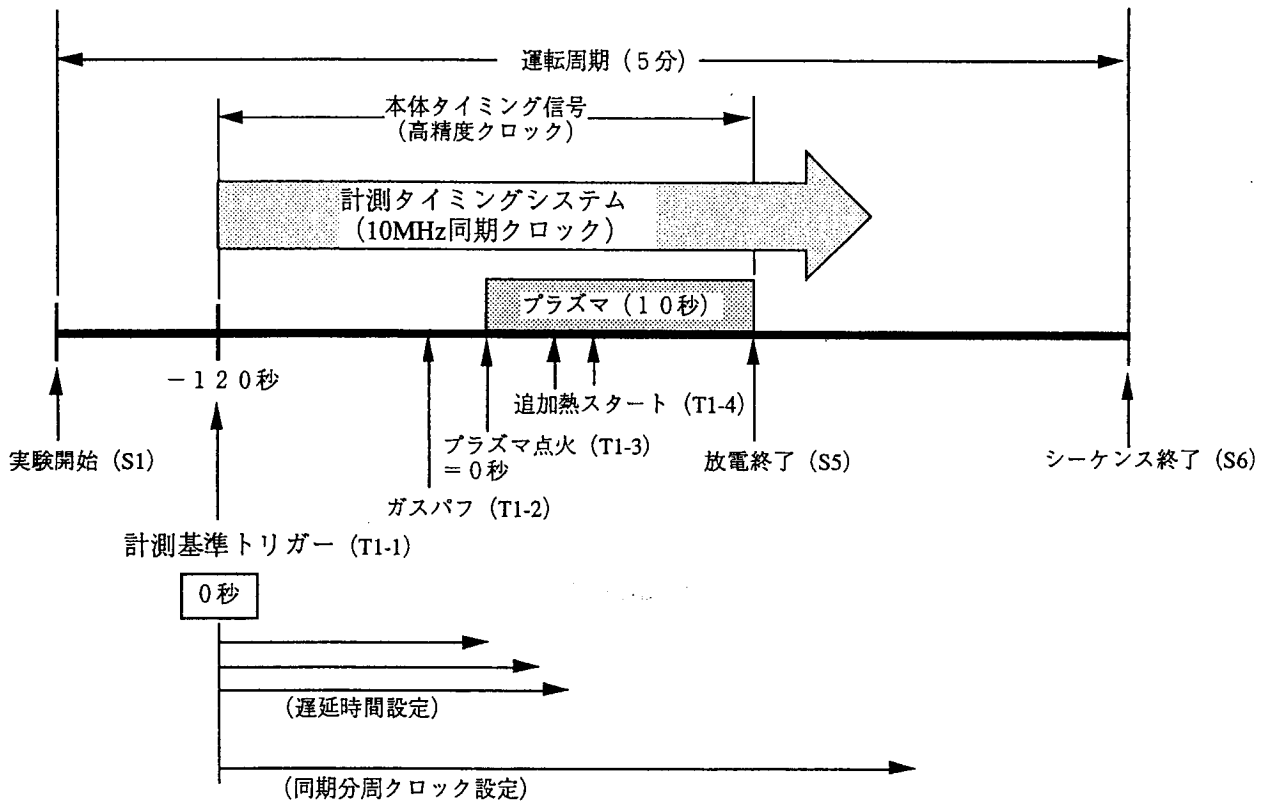 運転周期（５分）
本体タイミング信号
（高精度クロック）
計測タイミングシステム
（10MHz同期クロック）
プラズマ（１０秒）
－１２０秒
追加熱スタート（T1-4）
実験開始（S1）
プラズマ点火（T1-3）
＝０秒
放電終了（S5）
シーケンス終了（S6）
ガスパフ（T1-2）
計測基準トリガー（T1-1）
０秒
（遅延時間設定）
（同期分周クロック設定）